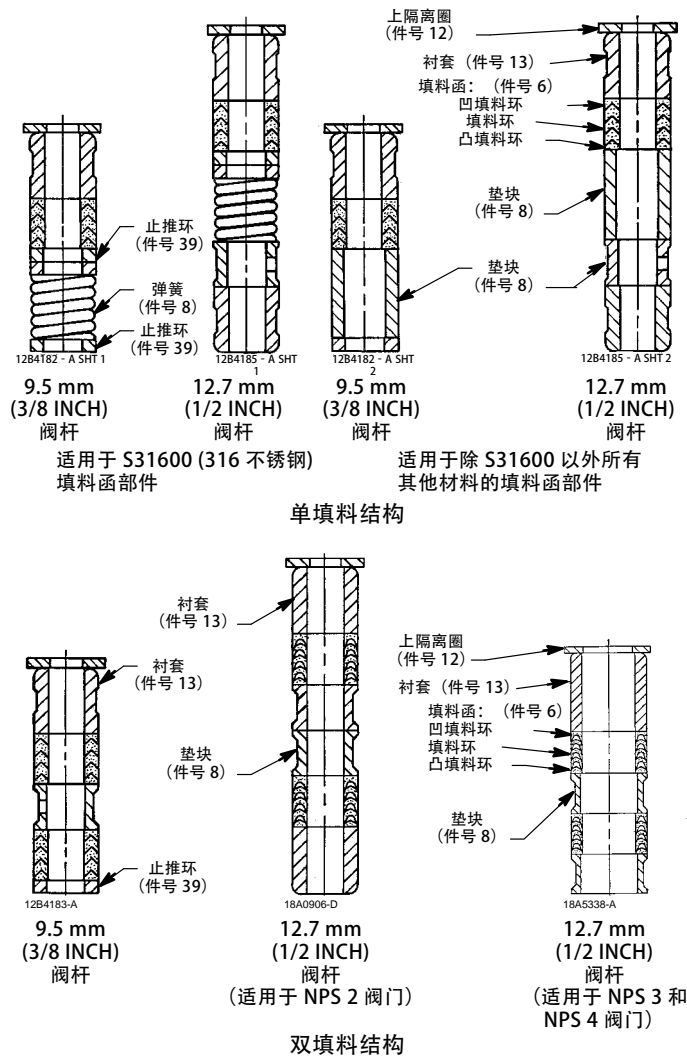 上隔离圈
（件号 12）
衬套（件号 13）
填料函：（件号 6）
凹填料环
填料环
凸填料环
垫块
（件号 8）
止推环
（件号 39）
弹簧
（件号 8）
止推环
（件号 39）
垫块
（件号 8）
12B4182 - A SHT 1
12B4185 - A SHT
1
12B4182 - A SHT
2
12B4185 - A SHT 2
9.5 mm
(3/8 INCH)
阀杆
12.7 mm
(1/2 INCH)
阀杆
9.5 mm
(3/8 INCH)
阀杆
12.7 mm
(1/2 INCH)
阀杆
适用于 S31600 (316 不锈钢)
填料函部件
适用于除 S31600 以外所有
其他材料的填料函部件
单填料结构
衬套
（件号 13）
衬套
（件号 13）
垫块
（件号 8）
止推环
（件号 39）
上隔离圈
（件号 12）
衬套（件号 13）
填料函：（件号 6）
凹填料环
填料环
凸填料环
垫块
（件号 8）
12B4183-A
18A0906-D
18A5338-A
9.5 mm
(3/8 INCH)
阀杆
12.7 mm
(1/2 INCH)
阀杆
（适用于 NPS 2 阀门）
12.7 mm
(1/2 INCH)
阀杆
（适用于 NPS 3 和
NPS 4 阀门）
双填料结构